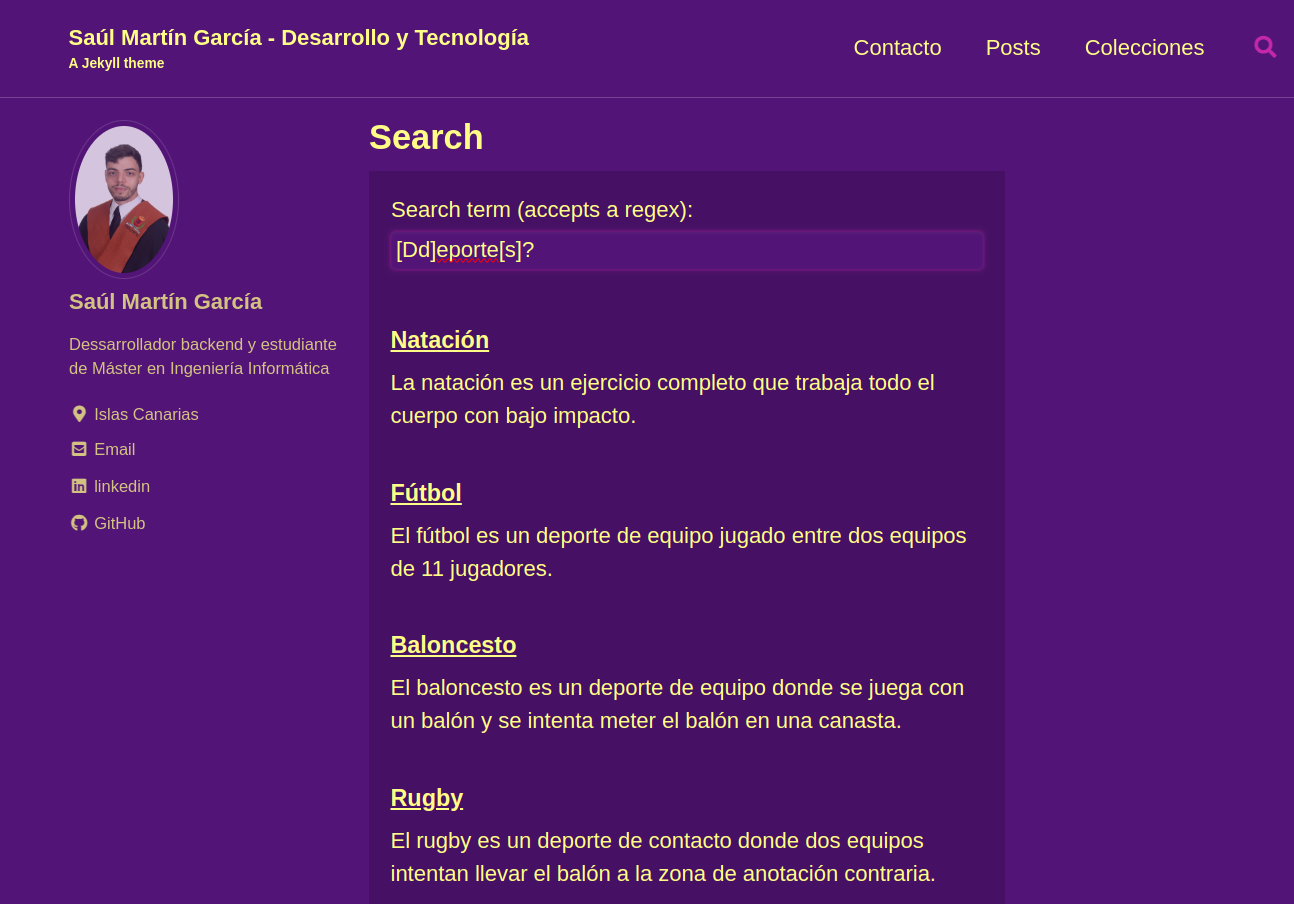 Saúl Martín García - Desarrollo y Tecnología
A Jekyll theme
Contacto Posts Colecciones
Saúl Martín García
Dessarrollador backend y estudiante
de Máster en Ingeniería Informática
Islas Canarias
Email
linkedin
GitHub
Search
Search term (accepts a regex):
[Dd]eporte[s]?
Natación
La natación es un ejercicio completo que trabaja todo el
cuerpo con bajo impacto.
Fútbol
El fútbol es un deporte de equipo jugado entre dos equipos
de 11 jugadores.
Baloncesto
El baloncesto es un deporte de equipo donde se juega con
un balón y se intenta meter el balón en una canasta.
Rugby
El rugby es un deporte de contacto donde dos equipos
intentan llevar el balón a la zona de anotación contraria.